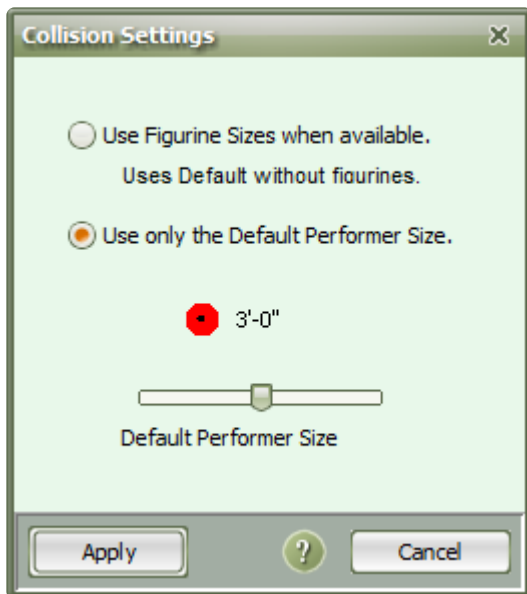 Collision Settings
Use Figurine Sizes when available.
Uses Default without figurines.
Use only the Default Performer Size.
3'-0"
Default Performer Size
Apply
?
Cancel